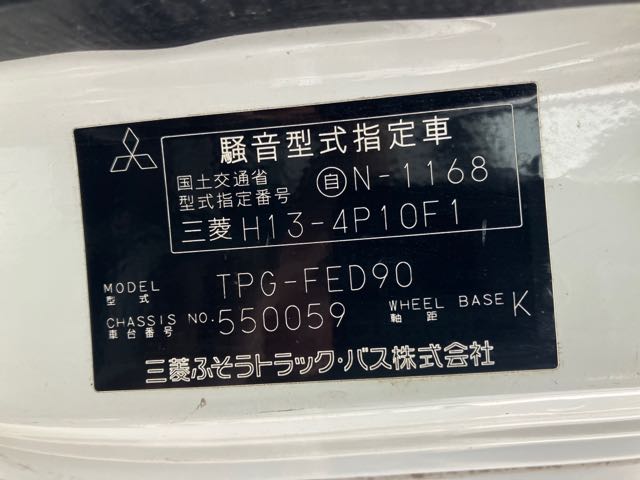 騒音型式指定車
国土交通省
型式指定番号 自N-1168
三菱 H13-4P10F1
MODEL
型式 TPG-FED90
CHASSIS NO.
車台番号 550059
WHEEL BASE
軸距 K
三菱ふそうトラック・バス株式会社